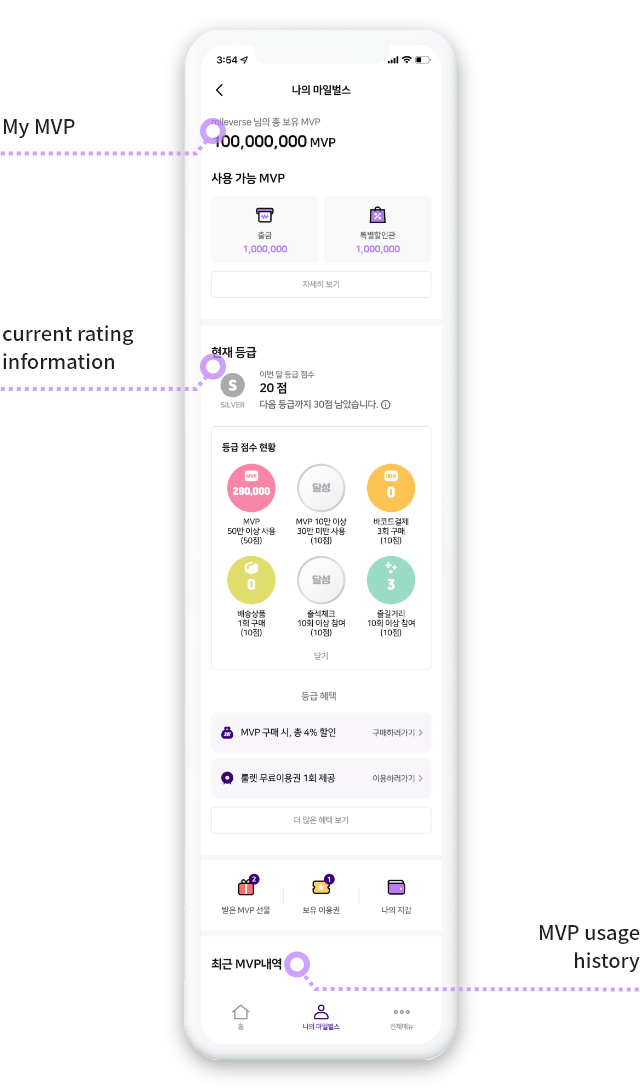 3:54
나의 마일벌스
My MVP
mileverse 님의 총 보유 MVP
100,000,000 MVP
사용 가능 MVP
출금
특별할인관
1,000,000
1,000,000
자세히 보기
current rating
information
현재 등급
이번 달 등급 점수
S
20 점
SILVER
다음 등급까지 30점 남았습니다.
등급 점수 현황
MVP
280,000
달성
0
MVP
50만 이상 사용
(50점)
MVP 10만 이상
30만 미만 사용
(10점)
바코드결제
3회 구매
(10점)
0
달성
3
배송상품
1회 구매
(10점)
출석체크
10회 이상 참여
(10점)
즐길거리
10회 이상 참여
(10점)
닫기
등급 혜택
MVP 구매 시, 총 4% 할인
구매하러가기
룰렛 무료이용권 1회 제공
이용하러가기
더 많은 혜택 보기
2
1
받은 MVP 선물
보유 이용권
나의 지갑
MVP usage
history
최근 MVP내역
홈
나의 마일벌스
전체메뉴